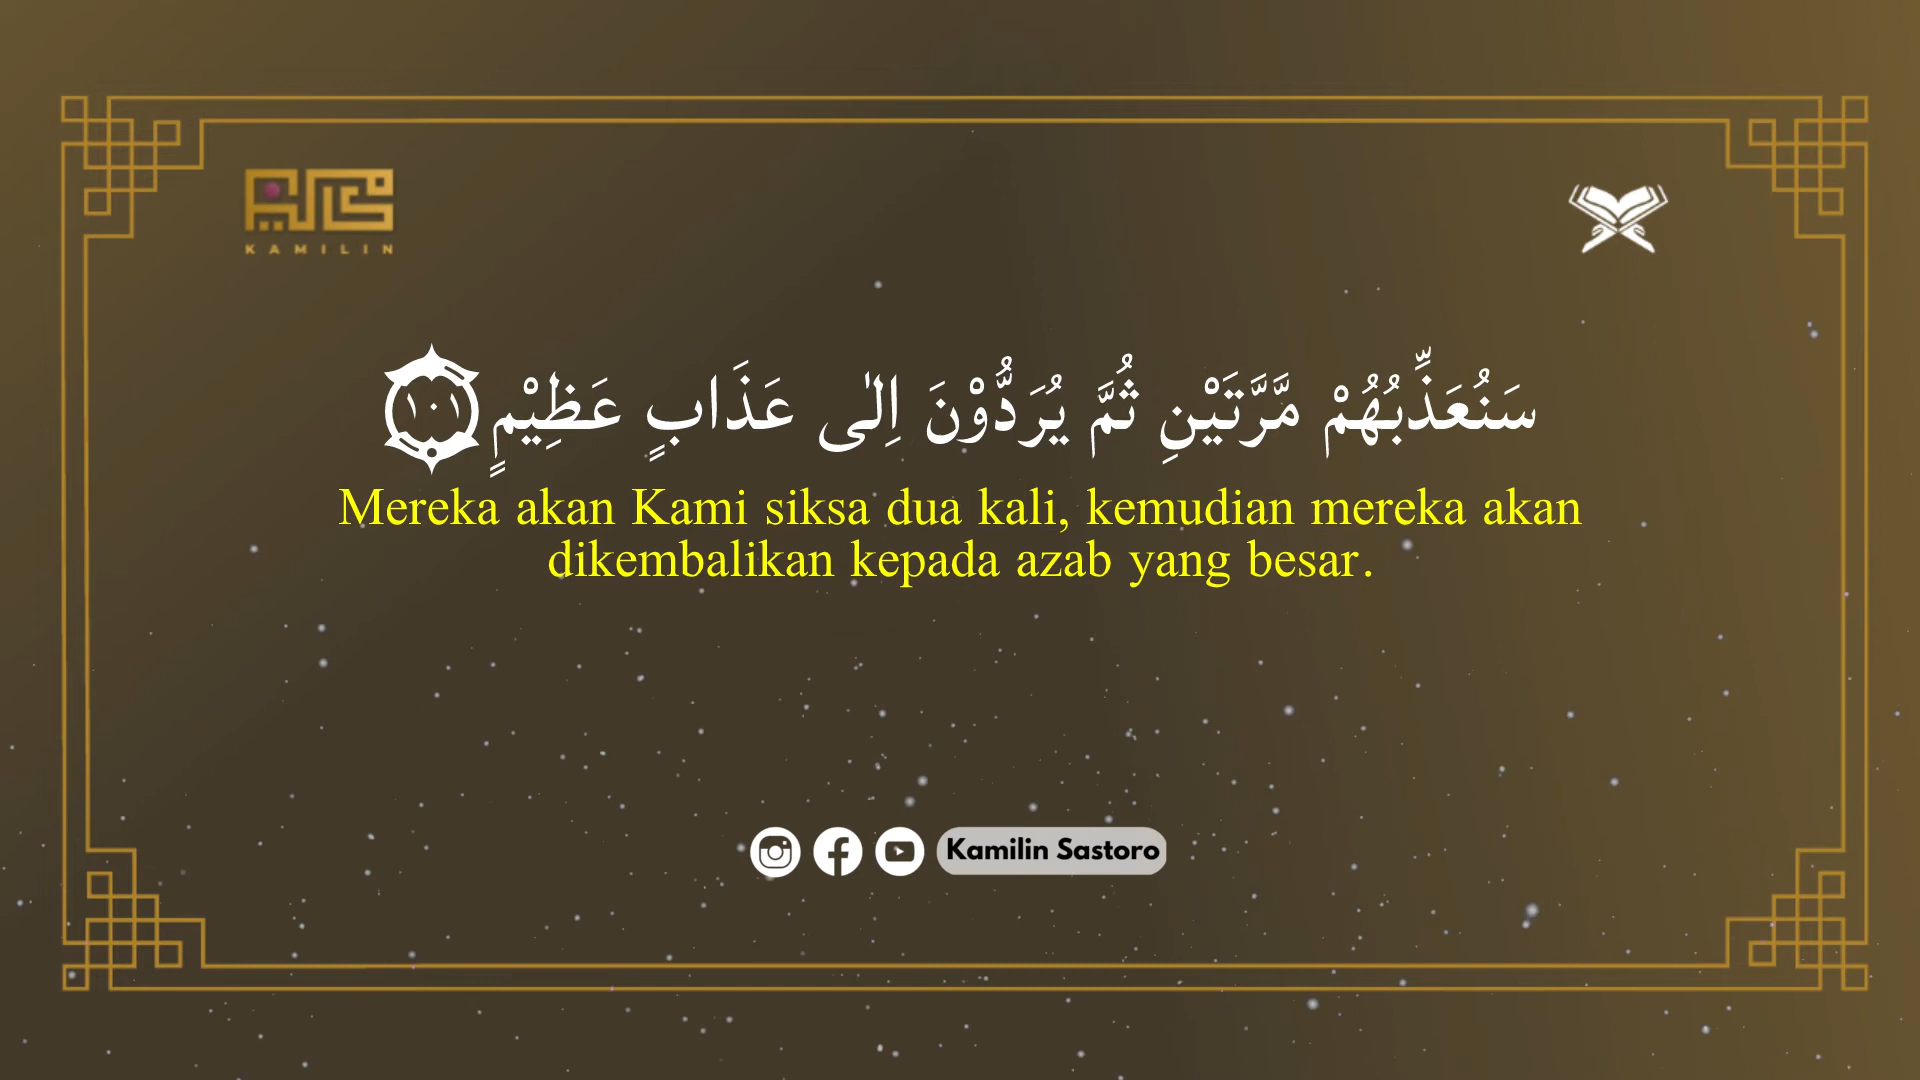 KAMILIN
سَنُعَذِّبُهُمْ مَّرَّتَيْنِ ثُمَّ يُرَدُّوْنَ اِلٰى عَذَابٍ عَظِيْمٍ ١٠١
Mereka akan Kami siksa dua kali, kemudian mereka akan
dikembalikan kepada azab yang besar.
Kamilin Sastoro